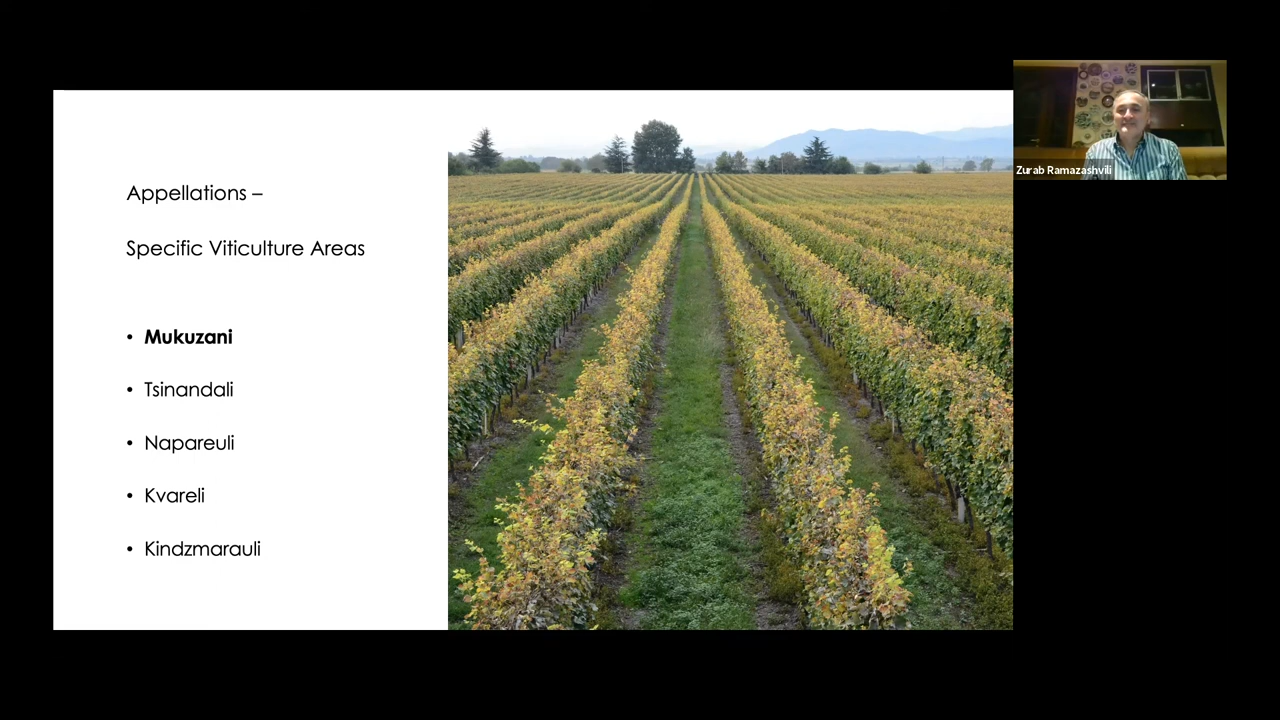 Appellations –
Specific Viticulture Areas
• Mukuzani
• Tsinandali
• Napareuli
• Kvareli
• Kindzmarauli
Zurab Ramazashvili